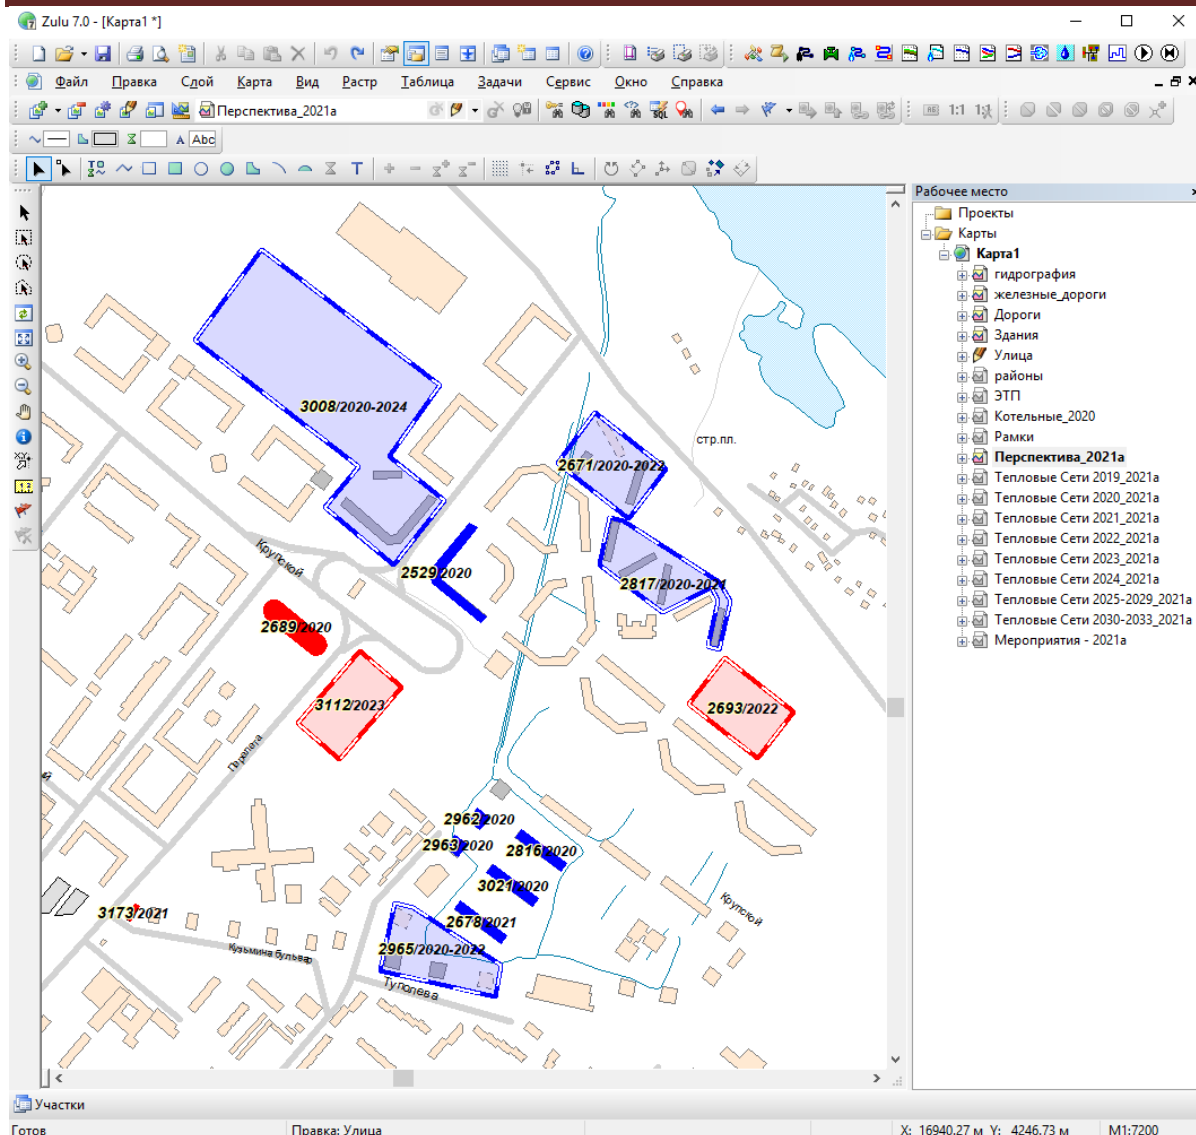 Zulu 7.0 - [Карта1 *]
Файл Правка Слой Карта Вид Растр Таблица Задачи Сервис Окно Справка
Перспектива_2021а
SQL
1:1
Abc
Рабочее место
Проекты
Карты
Карта1
гидрография
железные_дороги
Дороги
Здания
Улица
районы
ЭТП
Котельные_2020
Рамки
Перспектива_2021а
Тепловые Сети 2019_2021а
Тепловые Сети 2020_2021а
Тепловые Сети 2021_2021а
Тепловые Сети 2022_2021а
Тепловые Сети 2023_2021а
Тепловые Сети 2024_2021а
Тепловые Сети 2025-2029_2021а
Тепловые Сети 2030-2033_2021а
Мероприятия - 2021а
3008/2020-2024
стр.пл.
2671/2020-2022
Крупской
2529/2020
2817/2020-2021
2689/2020
3112/2023
2693/2022
2962/2020
2963/2020
2816/2020
3021/2020
Крупской
3173/2021
2678/2021
Кузьмина бульвар
2965/2020-2022
Туполева
Участки
Готов
Правка: Улица
X: 16940.27 м Y: 4246.73 м
М1:7200